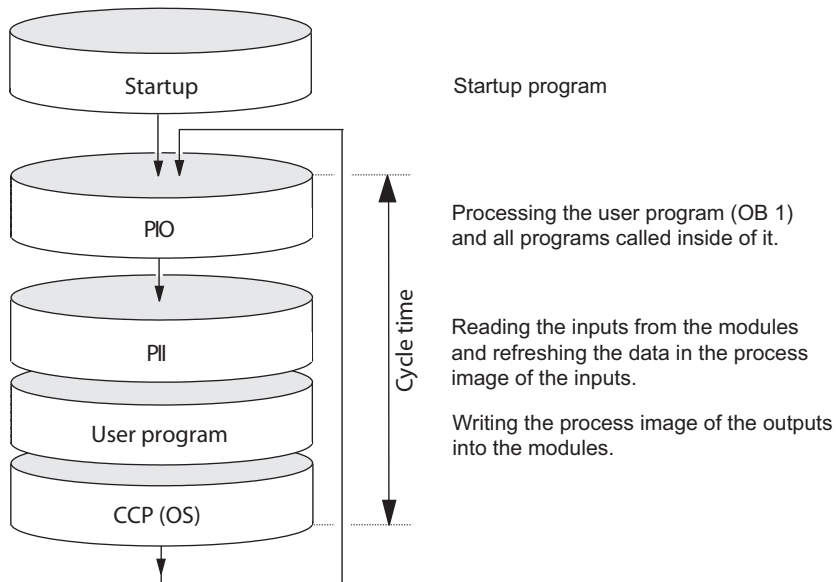 Startup
Startup program
PIO
Processing the user program (OB 1)
and all programs called inside of it.
PII
Cycle time
Reading the inputs from the modules
and refreshing the data in the process
image of the inputs.
User program
Writing the process image of the outputs
into the modules.
CCP (OS)